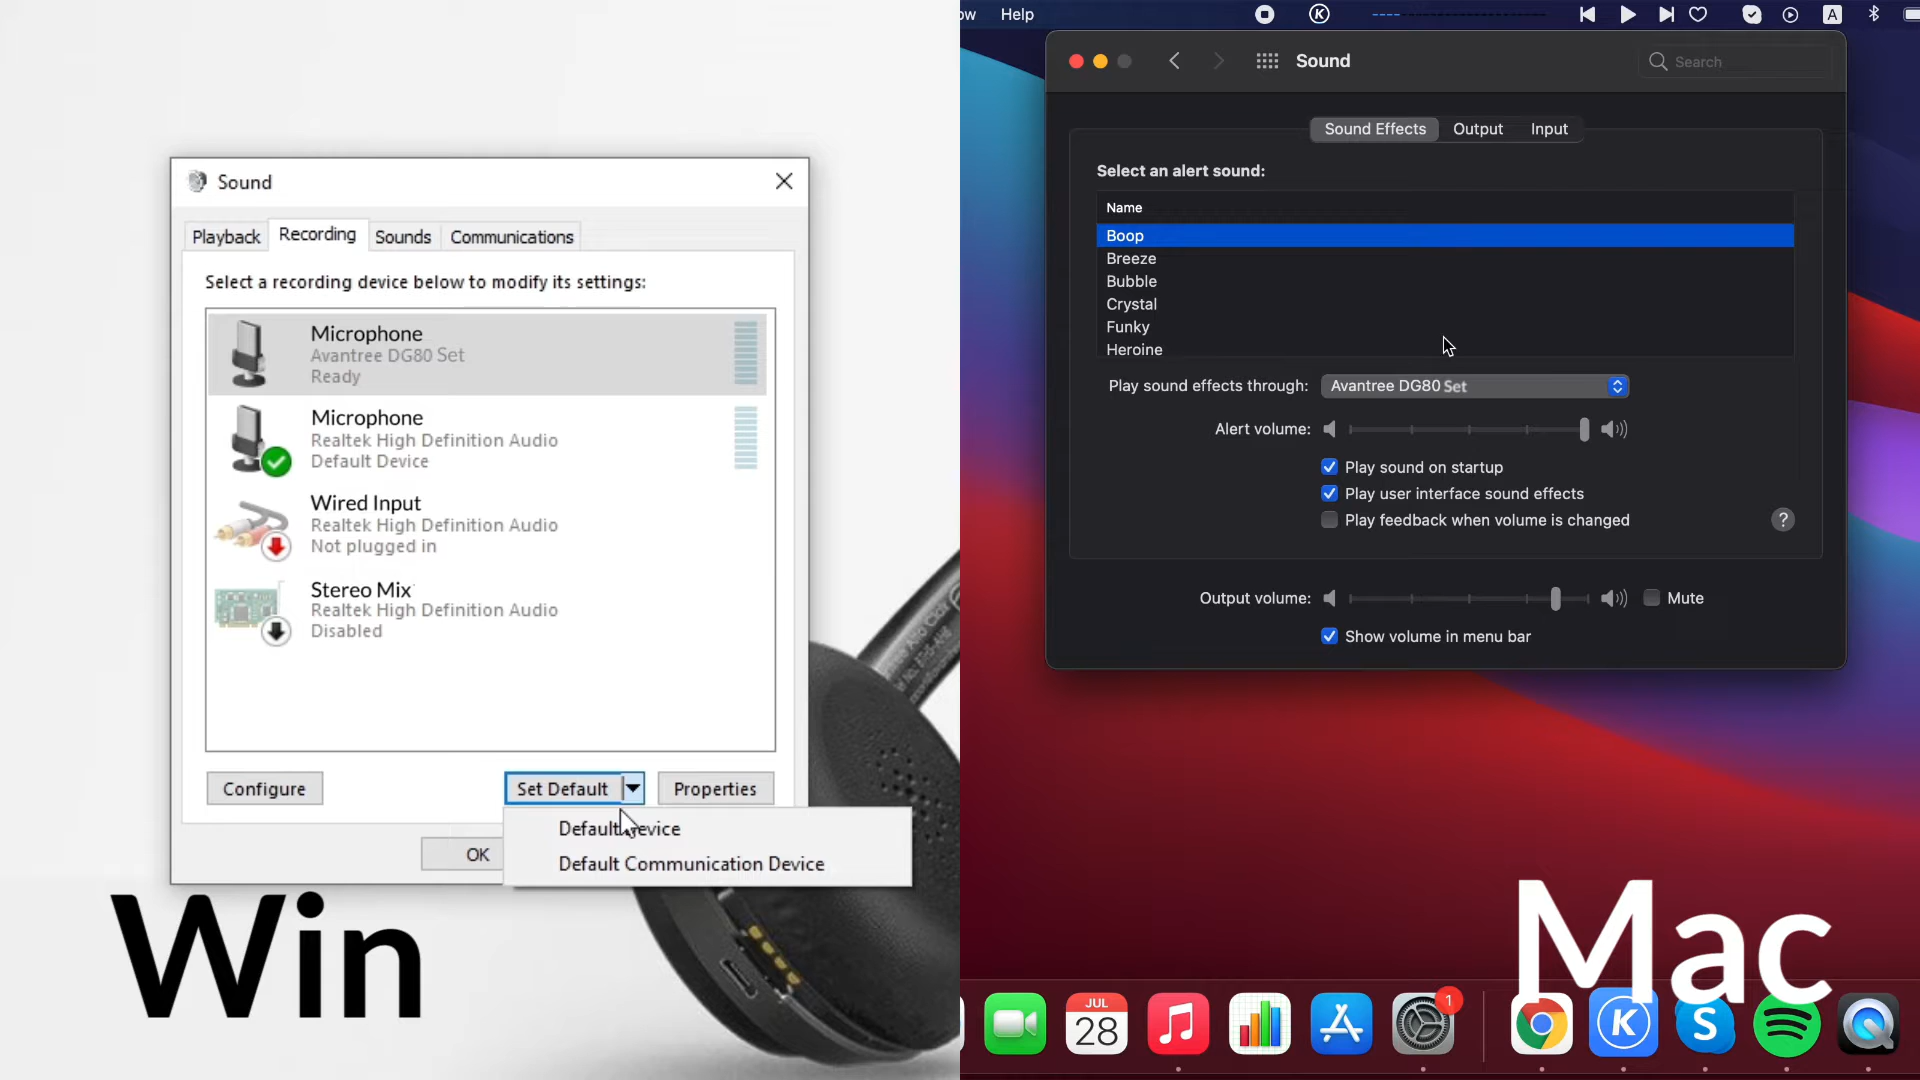 Sound
Playback
Recording
Sounds
Communications
Select a recording device below to modify its settings:
Microphone
Avantree DG80 Set
Ready
Microphone
Realtek High Definition Audio
Default Device
Wired Input
Realtek High Definition Audio
Not plugged in
Stereo Mix
Realtek High Definition Audio
Disabled
Configure
Set Default
Properties
Default
OK
Default Communication Device
Win
Help
K
A
Sound
Search
Sound Effects
Output
Input
Select an alert sound:
Name
Boop
Breeze
Bubble
Crystal
Funky
Heroine
Play sound effects through:
Avantree DG80 Set
Alert volume:
Play sound on startup
Play user interface sound effects
Play feedback when volume is changed
?
Output volume:
Mute
Show volume in menu bar
Mac
JUL
28
1
K
S